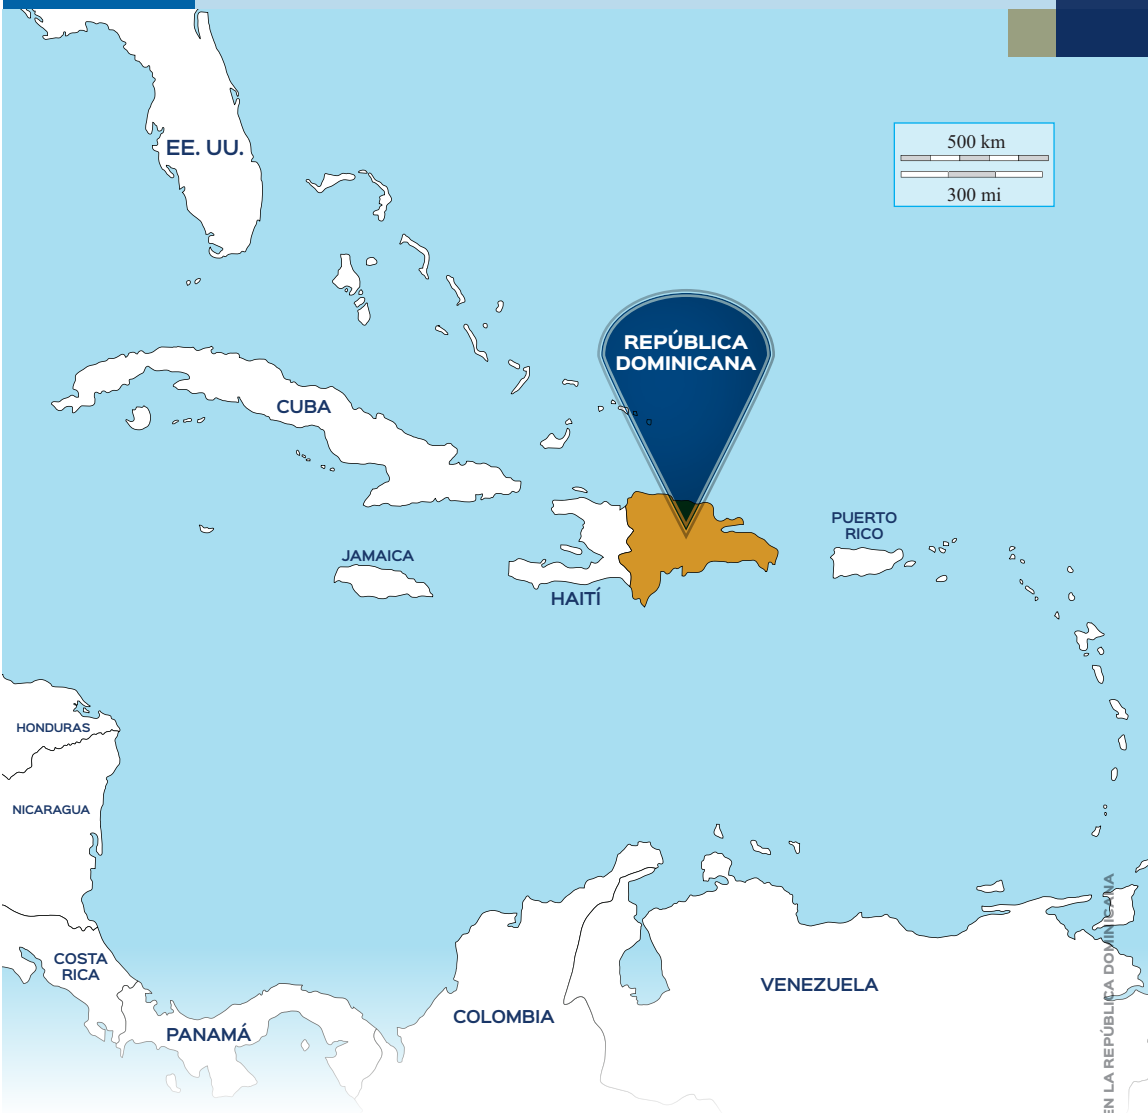 EE. UU.
500 km
300 mi
REPÚBLICA
DOMINICANA
CUBA
PUERTO
RICO
JAMAICA
HAITÍ
HONDURAS
NICARAGUA
COSTA
RICA
PANAMÁ
COLOMBIA
VENEZUELA
EN LA REPÚBLICA DOMINICANA